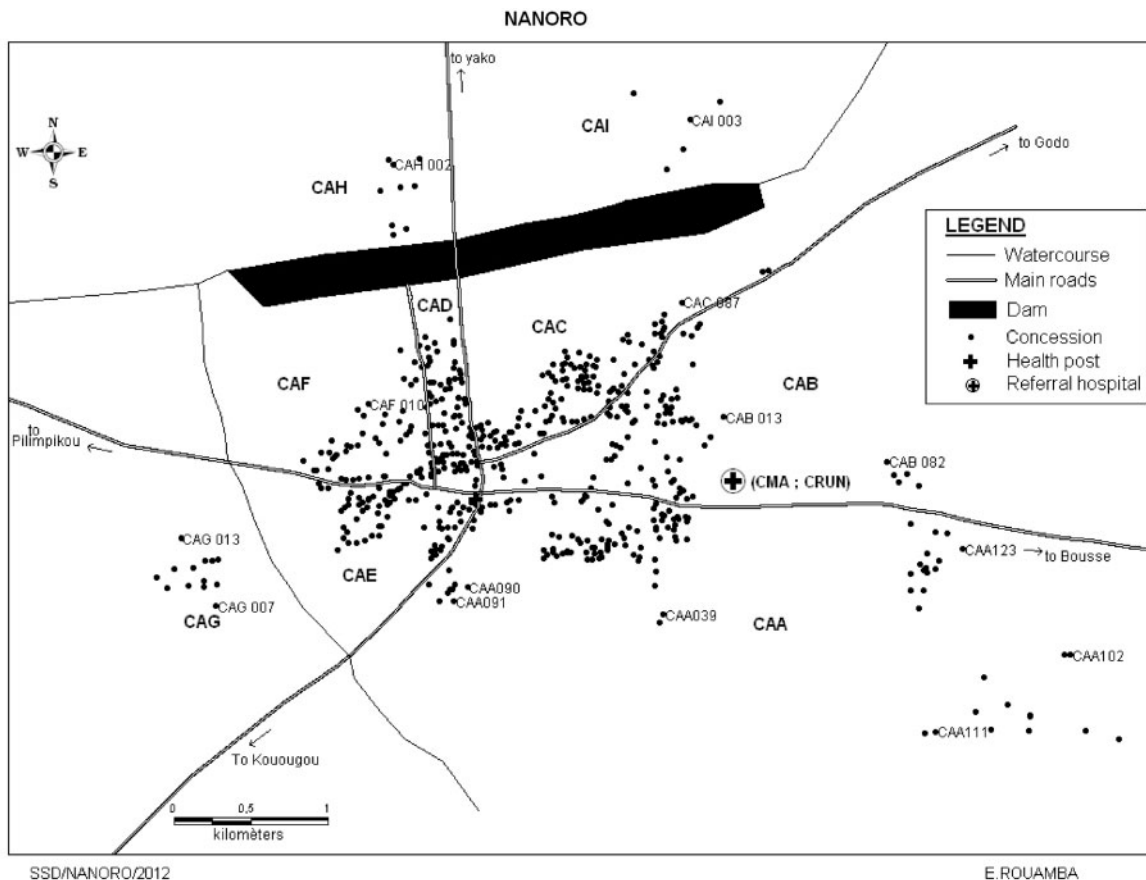 NANORO
to yako
CAI
CAI 003
N
W E
S
CAH 002
to Godo
CAH
LEGEND
Watercourse
Main roads
Dam
Concession
Health post
Referral hospital
CAD
CAC 087
CAC
CAF
CAB
CAF 010
CAB 013
to
Pilimpikou
CAB 082
(CMA ; CRUN)
CAG 013
CAA123
to Bousse
CAE
CAA090
CAA091
CAG 007
CAG
CAA039
CAA
CAA102
CAA111
To Kouougou
0 0,5 1
kilomèters
SSD/NANORO/2012
E.ROUAMBA